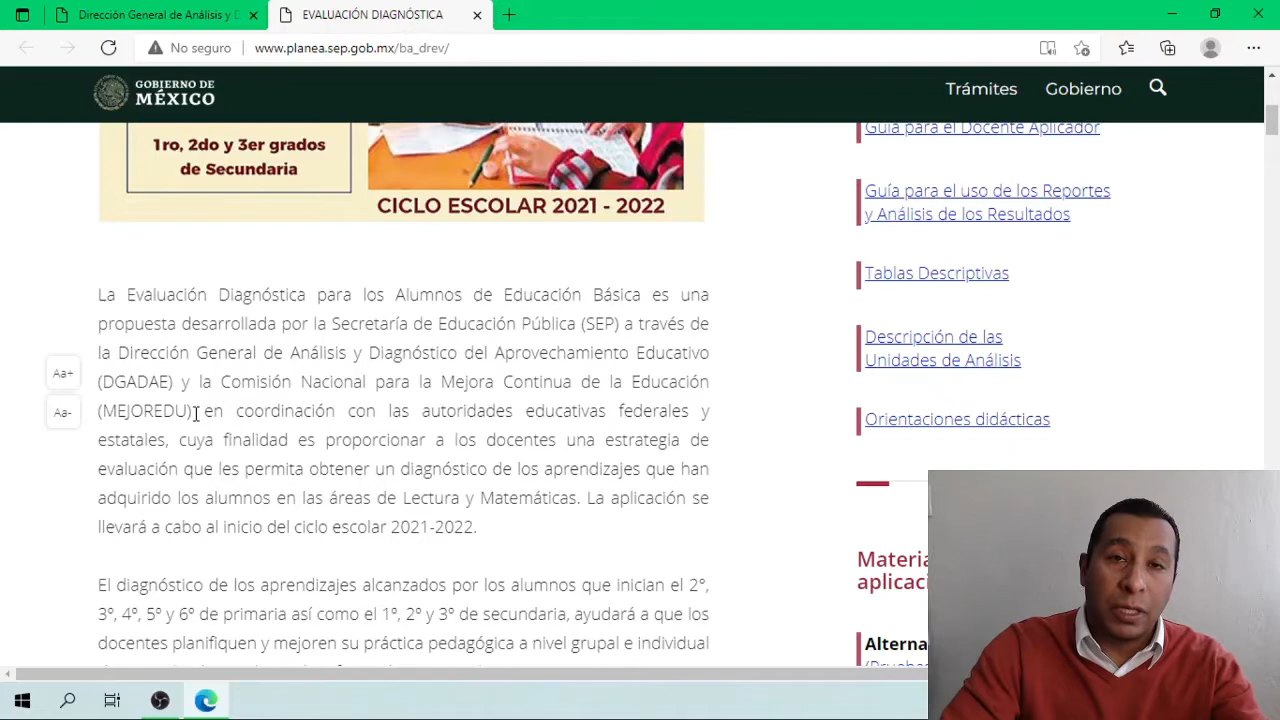 Dirección General de Análisis y D
EVALUACIÓN DIAGNÓSTICA
No seguro
www.planea.sep.gob.mx/ba_drev/
GOBIERNO DE
MÉXICO
Trámites
Gobierno
1ro, 2do y 3er grados
de Secundaria
CICLO ESCOLAR 2021 - 2022
Aa+
Aa-
La Evaluación Diagnóstica para los Alumnos de Educación Básica es una
propuesta desarrollada por la Secretaría de Educación Pública (SEP) a través de
la Dirección General de Análisis y Diagnóstico del Aprovechamiento Educativo
(DGADAE) y la Comisión Nacional para la Mejora Continua de la Educación
(MEJOREDU) en coordinación con las autoridades educativas federales y
estatales, cuya finalidad es proporcionar a los docentes una estrategia de
evaluación que les permita obtener un diagnóstico de los aprendizajes que han
adquirido los alumnos en las áreas de Lectura y Matemáticas. La aplicación se
llevará a cabo al inicio del ciclo escolar 2021-2022.
El diagnóstico de los aprendizajes alcanzados por los alumnos que inician el 2°,
3°, 4°, 5° y 6° de primaria así como el 1°, 2° y 3° de secundaria, ayudará a que los
docentes planifiquen y mejoren su práctica pedagógica a nivel grupal e individual
Guía para el Docente Aplicador
Guía para el uso de los Reportes
y Análisis de los Resultados
Tablas Descriptivas
Descripción de las
Unidades de Análisis
Orientaciones didácticas
Materia
aplicaci
Alterna